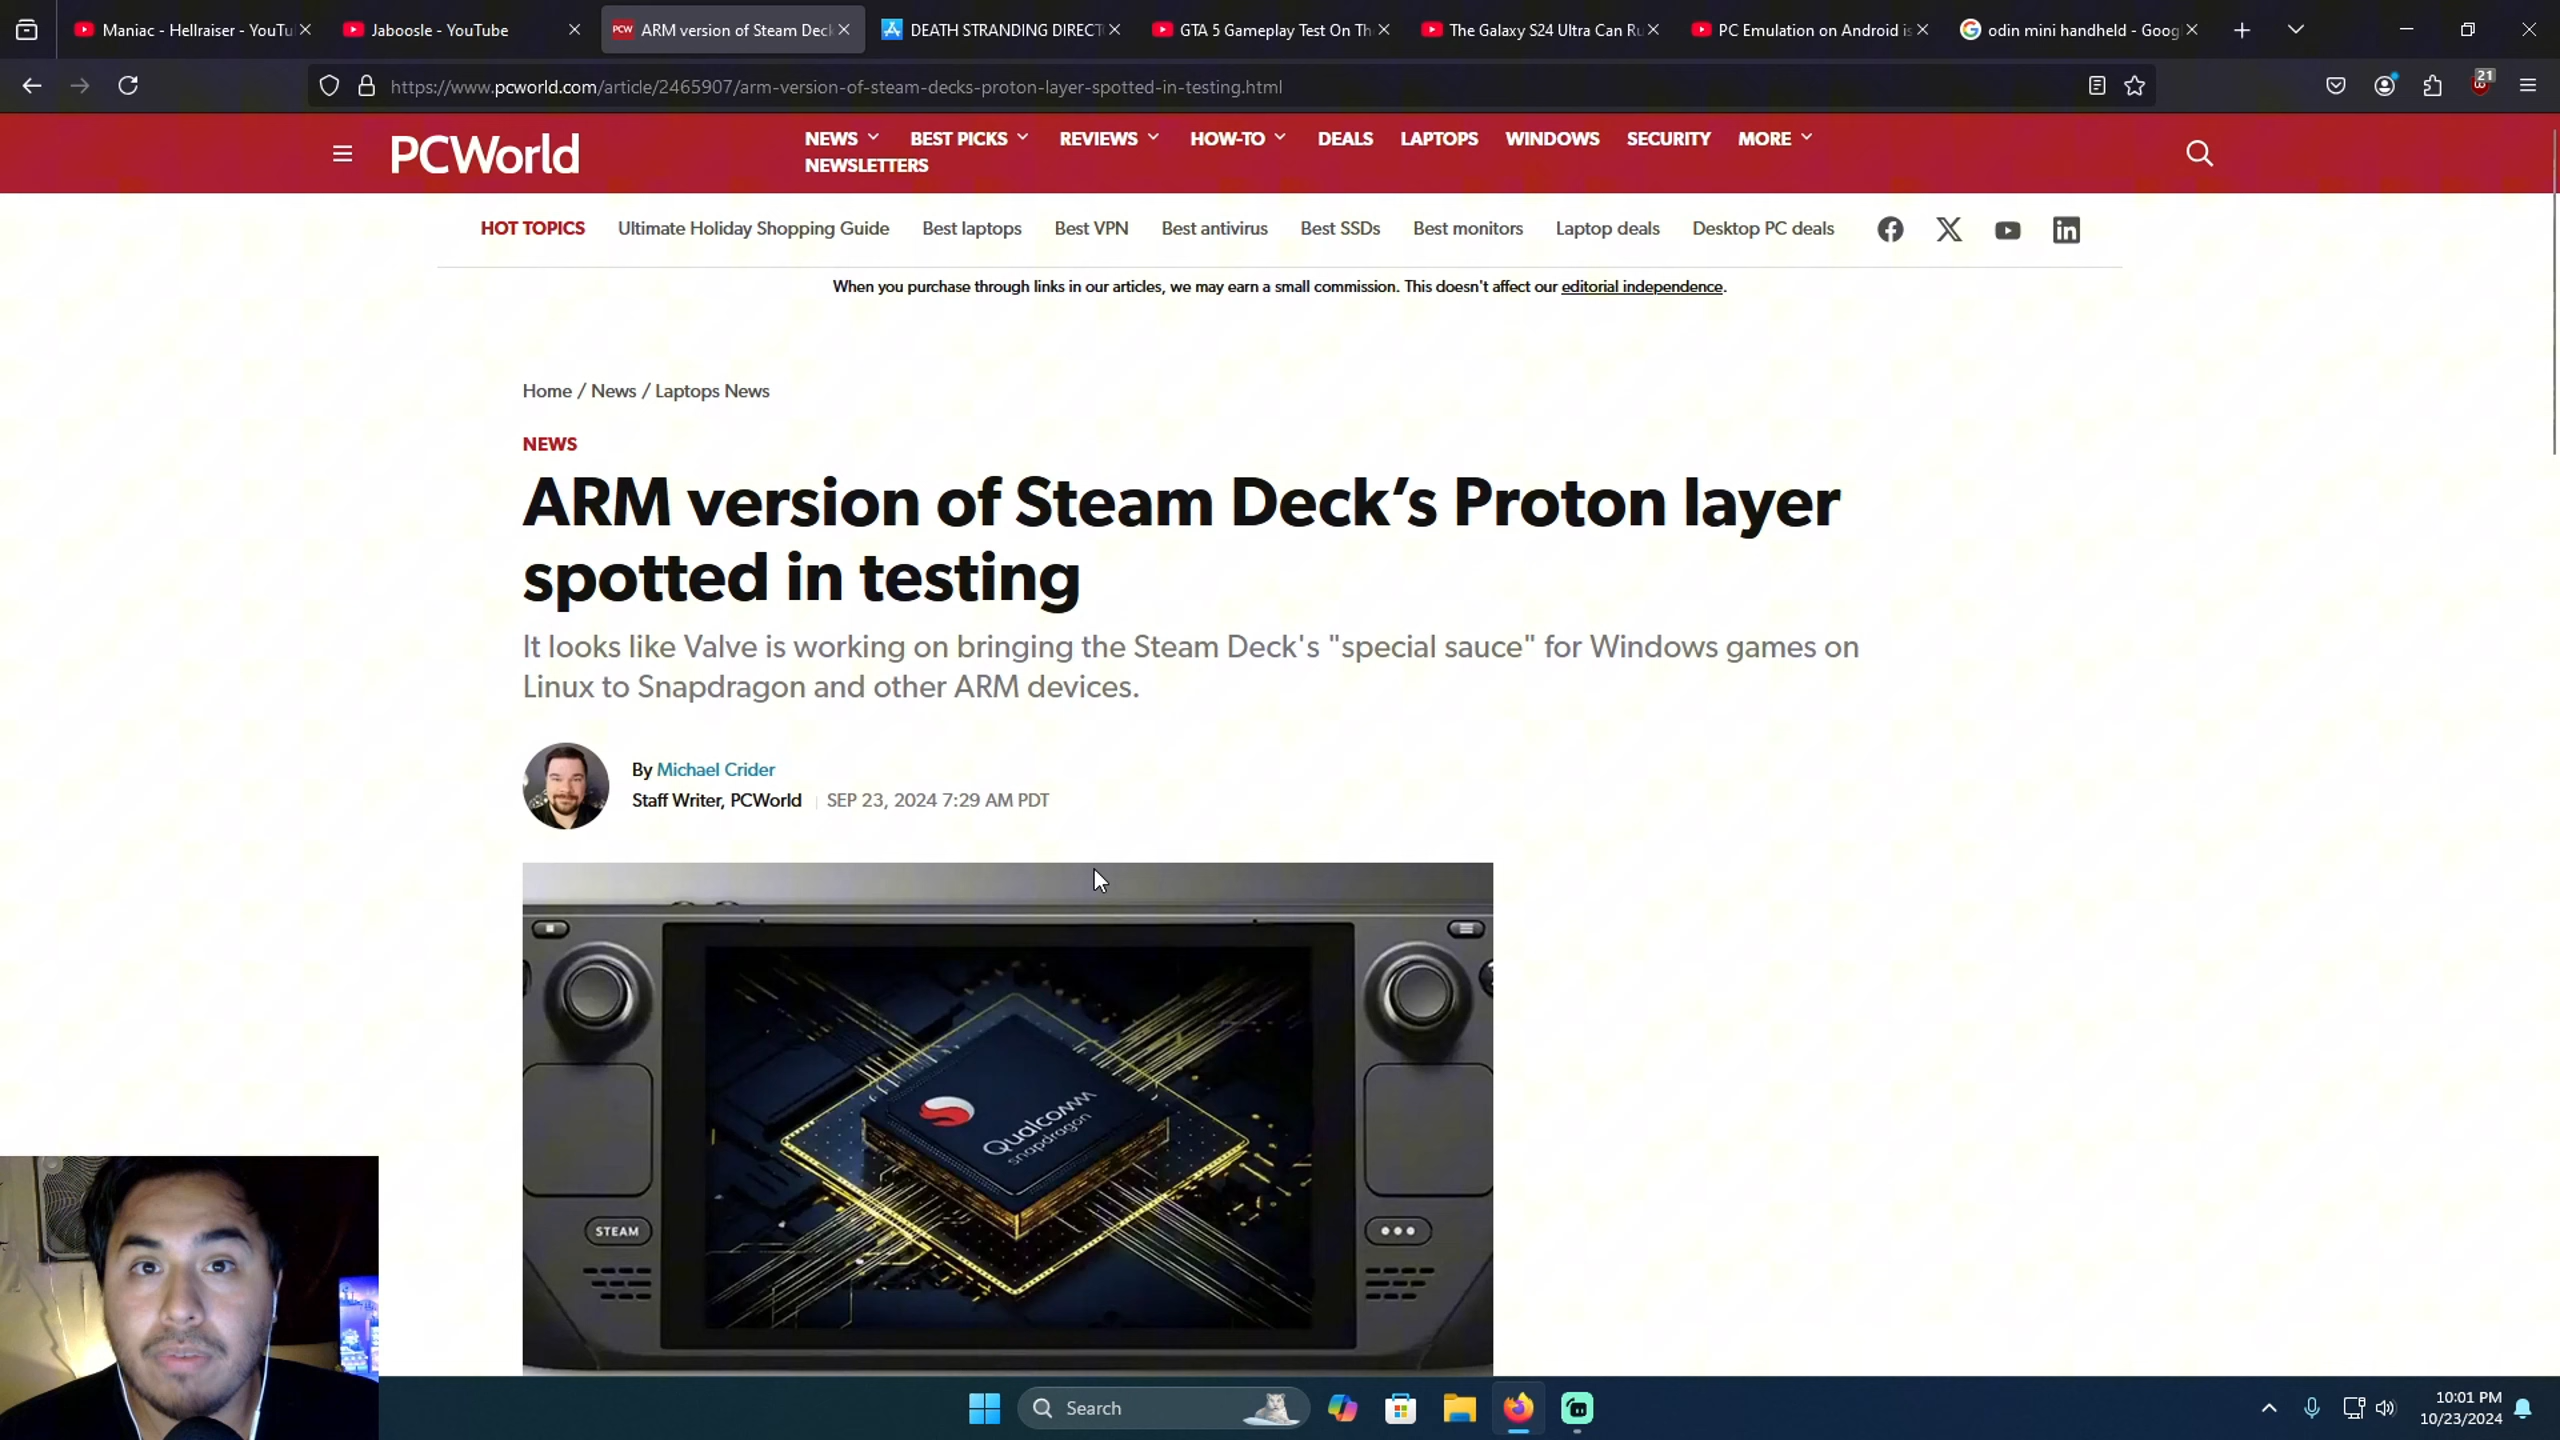 Maniac - Hellraiser - YouTu
Jaboosle - YouTube
PCW ARM version of Steam Deck
DEATH STRANDING DIRECT
GTA 5 Gameplay Test On Th
The Galaxy S24 Ultra Can Ru
PC Emulation on Android is
odin mini handheld - Goog
https://www.pcworld.com/article/2465907/arm-version-of-steam-decks-proton-layer-spotted-in-testing.html
21
PCWorld
NEWS BEST PICKS REVIEWS HOW-TO DEALS LAPTOPS WINDOWS SECURITY MORE
NEWSLETTERS
HOT TOPICS Ultimate Holiday Shopping Guide Best laptops Best VPN Best antivirus Best SSDs Best monitors Laptop deals Desktop PC deals
When you purchase through links in our articles, we may earn a small commission. This doesn't affect our editorial independence.
Home / News / Laptops News
NEWS
ARM version of Steam Deck’s Proton layer
spotted in testing
It looks like Valve is working on bringing the Steam Deck's "special sauce" for Windows games on
Linux to Snapdragon and other ARM devices.
By Michael Crider
Staff Writer, PCWorld SEP 23, 2024 7:29 AM PDT
Qualcomm
snapdragon
STEAM
Search
10:01 PM
10/23/2024